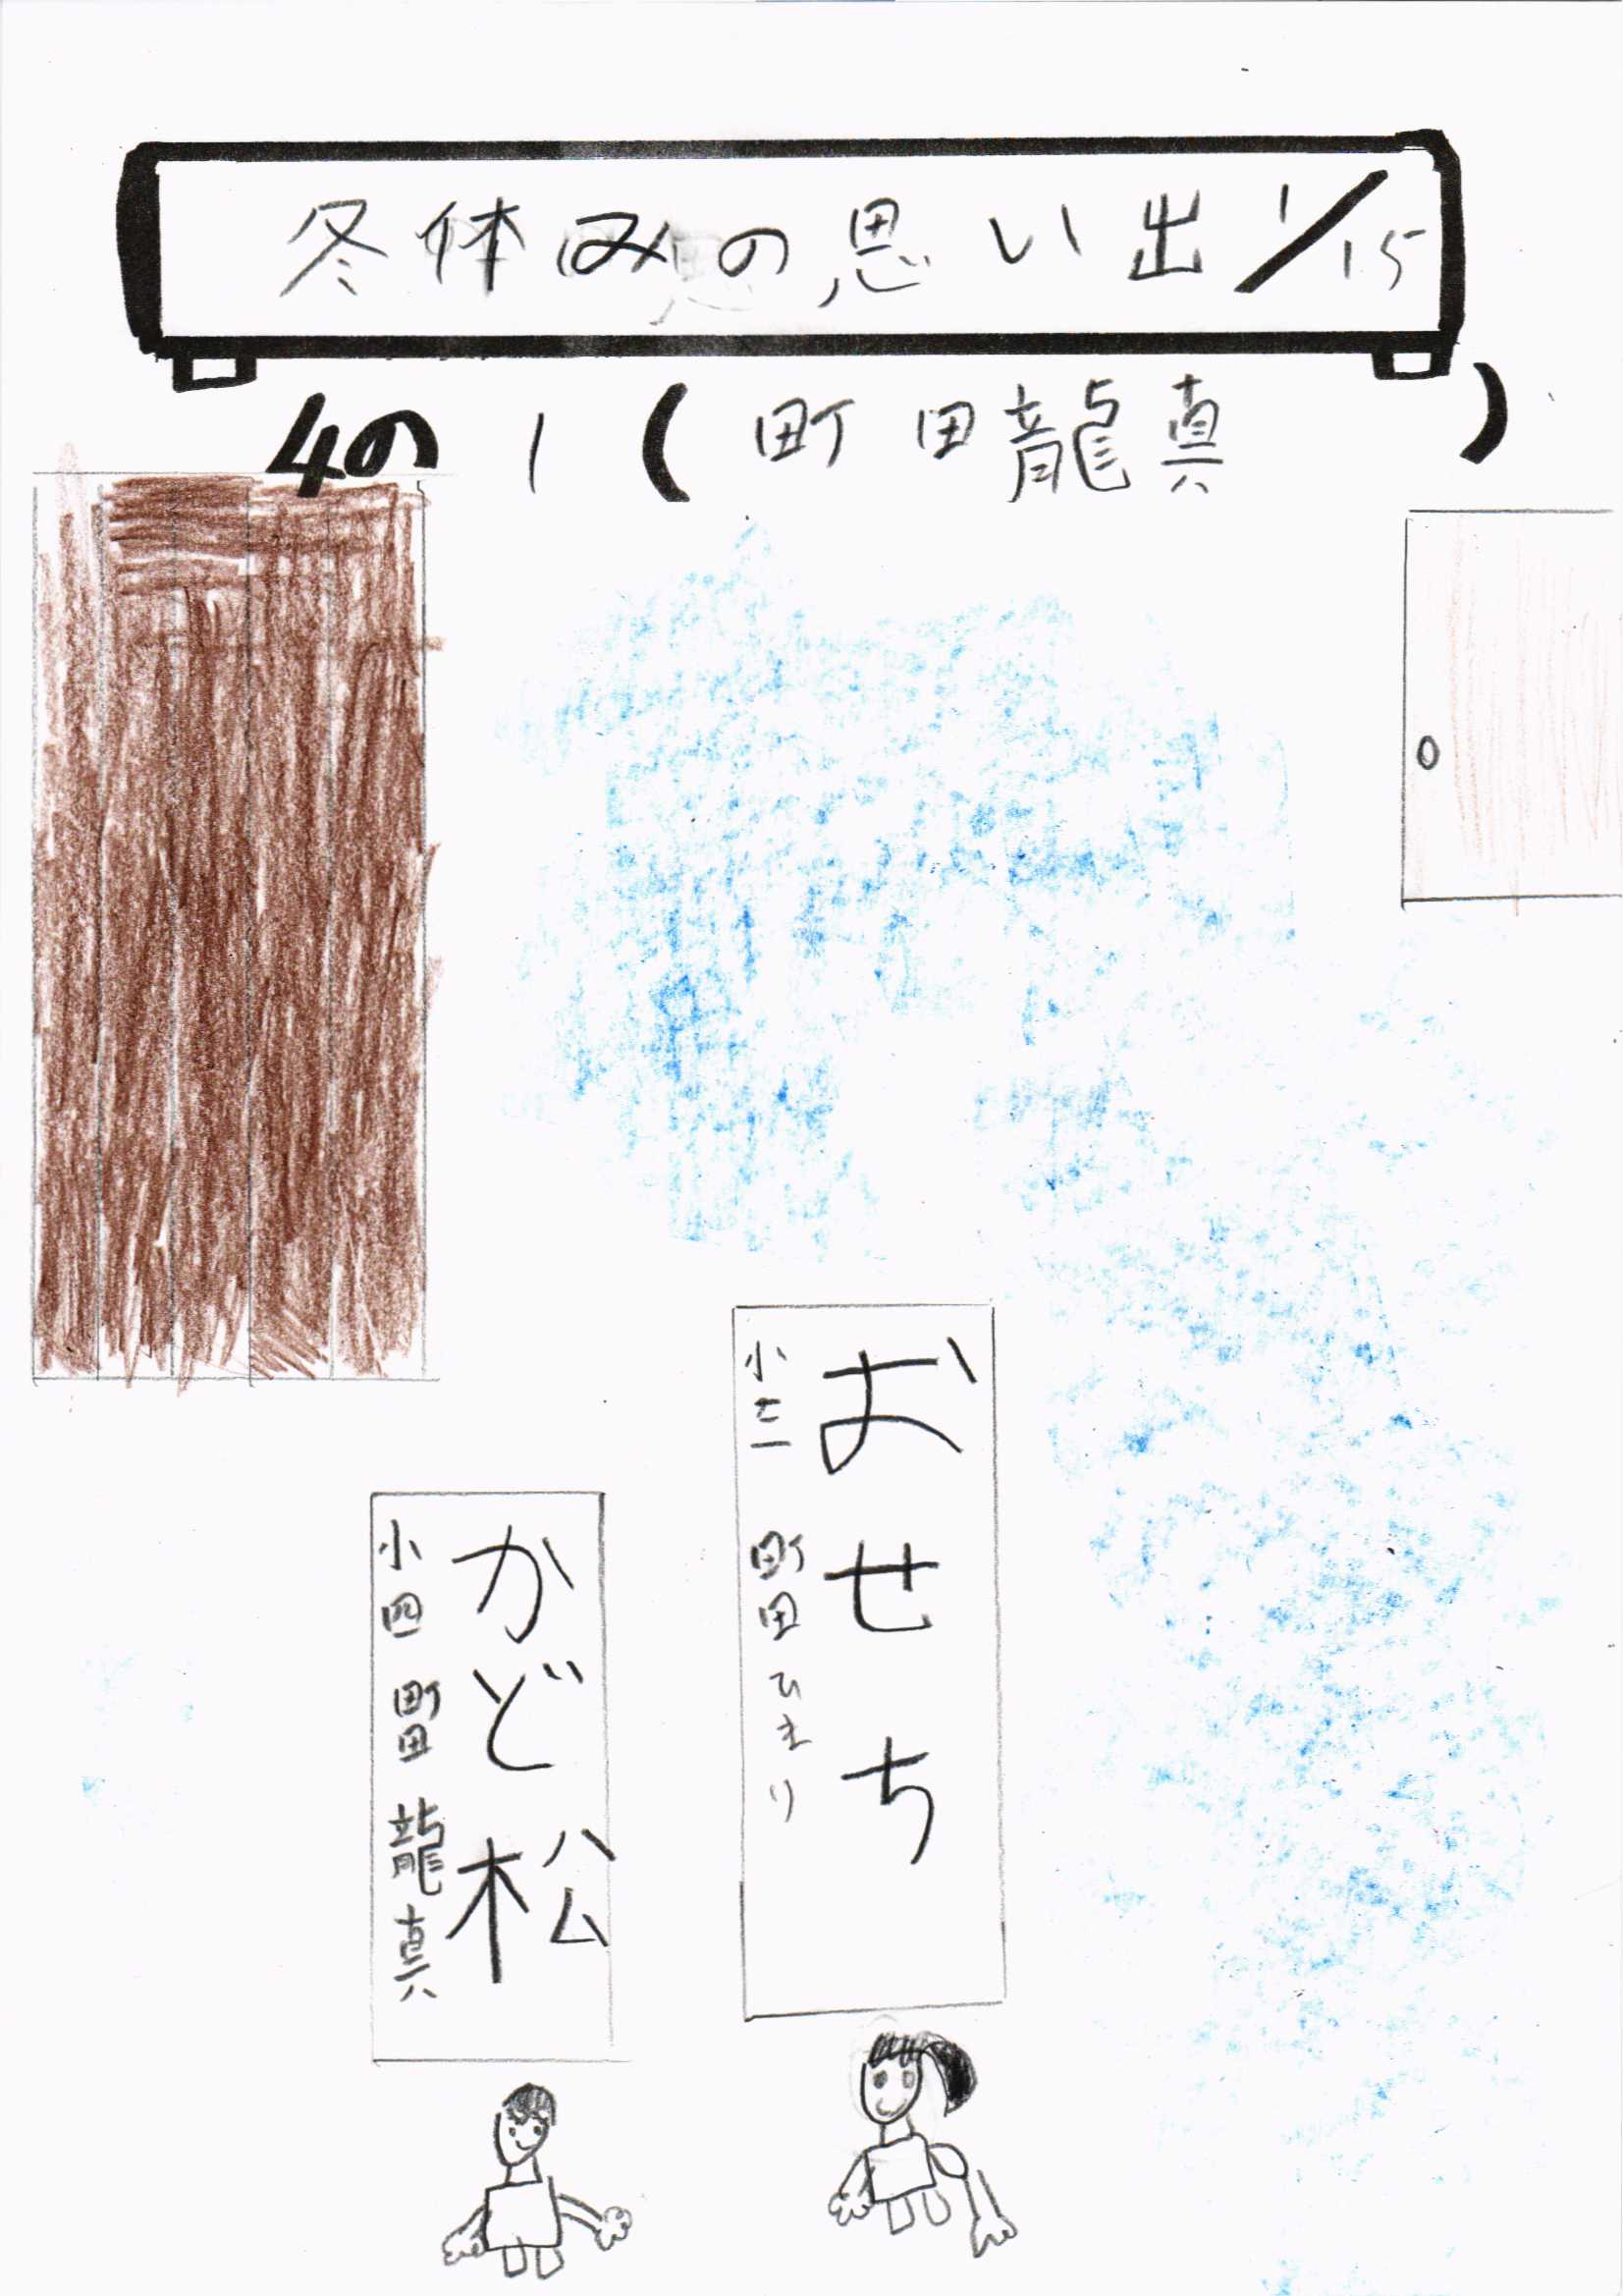 冬休みの思い出 1/15
4の1(町田龍真)
おせち
小 町田ひまり
かど松
小四 町田龍真